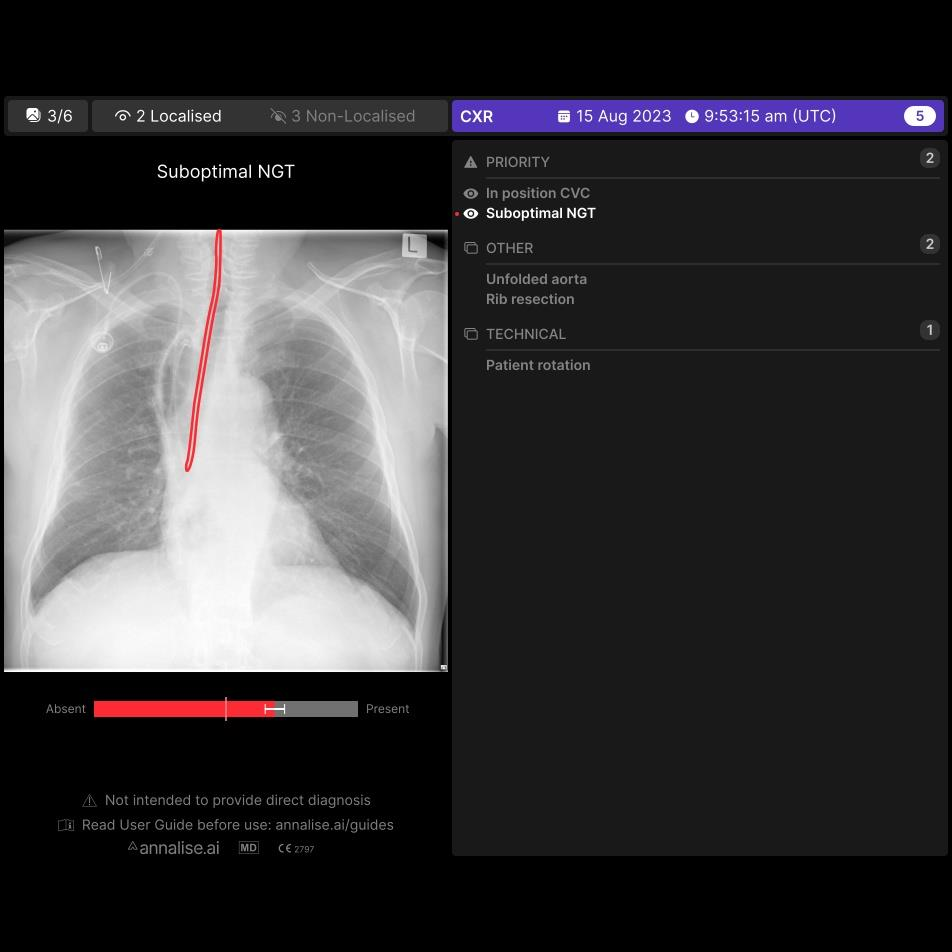 3/6
2 Localised
3 Non-Localised
CXR
15 Aug 2023
9:53:15 am (UTC)
5
Suboptimal NGT
L
Absent
Present
Not intended to provide direct diagnosis
Read User Guide before use: annalise.ai/guides
annalise.ai
MD
CE 2797
PRIORITY
2
In position CVC
Suboptimal NGT
OTHER
2
Unfolded aorta
Rib resection
TECHNICAL
1
Patient rotation